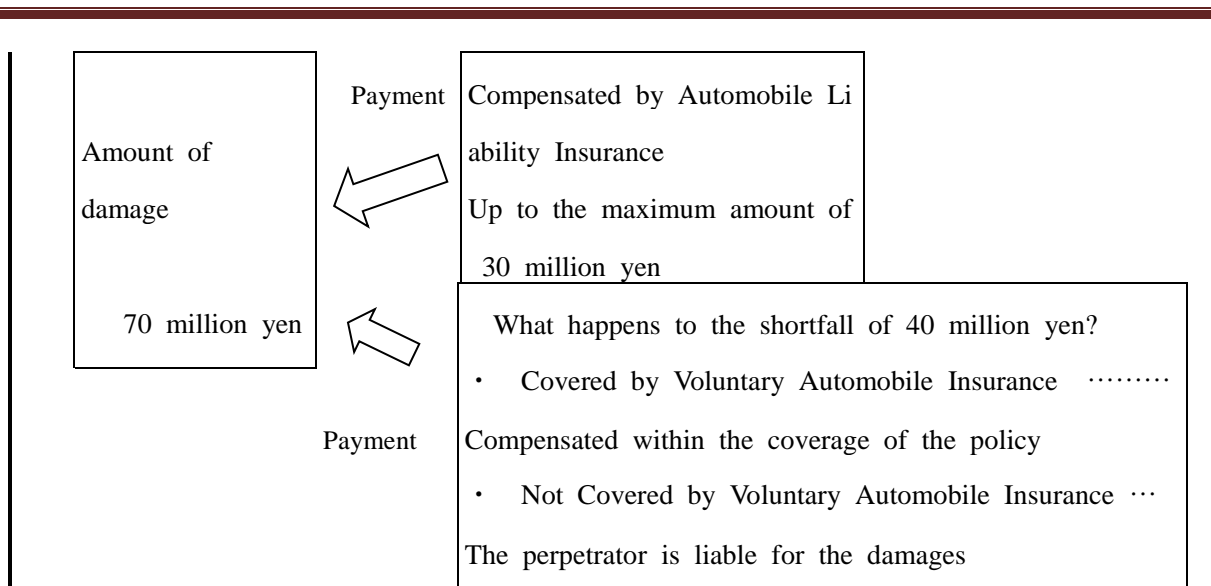 Amount of
damage
70 million yen
Payment
Compensated by Automobile Li
ability Insurance
Up to the maximum amount of
30 million yen
Payment
What happens to the shortfall of 40 million yen?
・ Covered by Voluntary Automobile Insurance ………
Compensated within the coverage of the policy
・ Not Covered by Voluntary Automobile Insurance …
The perpetrator is liable for the damages